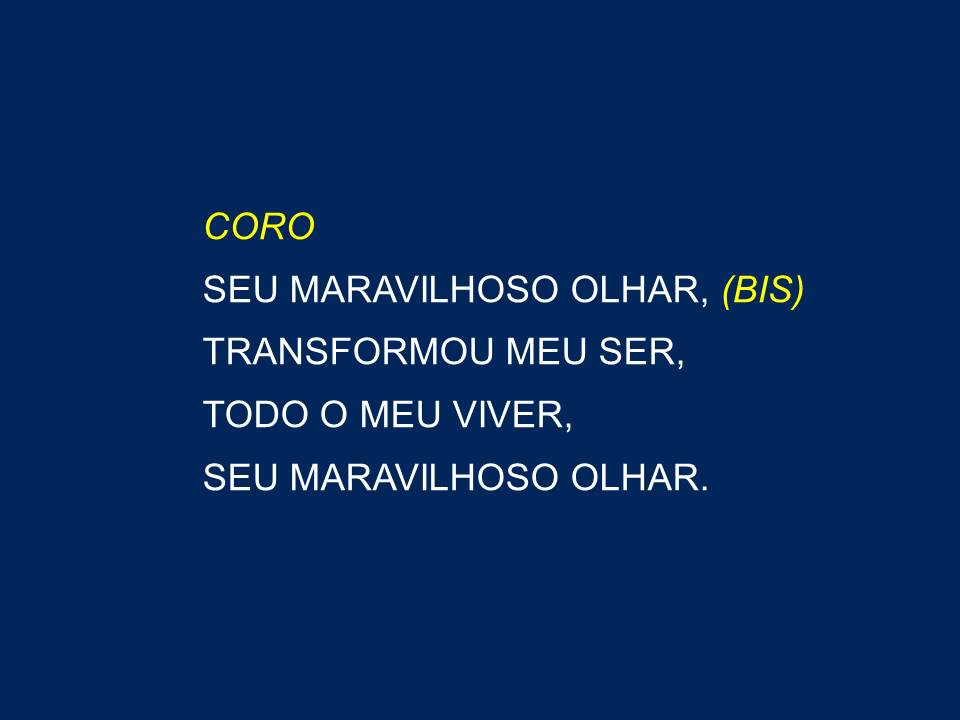 CORO
SEU MARAVILHOSO OLHAR, (BIS)
TRANSFORMOU MEU SER,
TODO O MEU VIVER,
SEU MARAVILHOSO OLHAR.